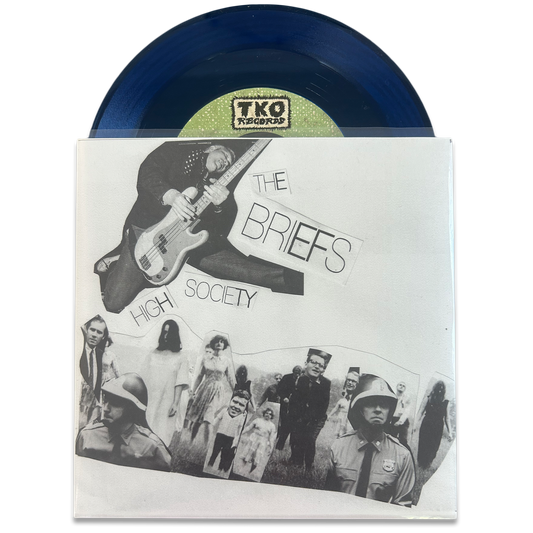 TKO
RECORDS
THE
BRIEFS
HIGH SOCIETY